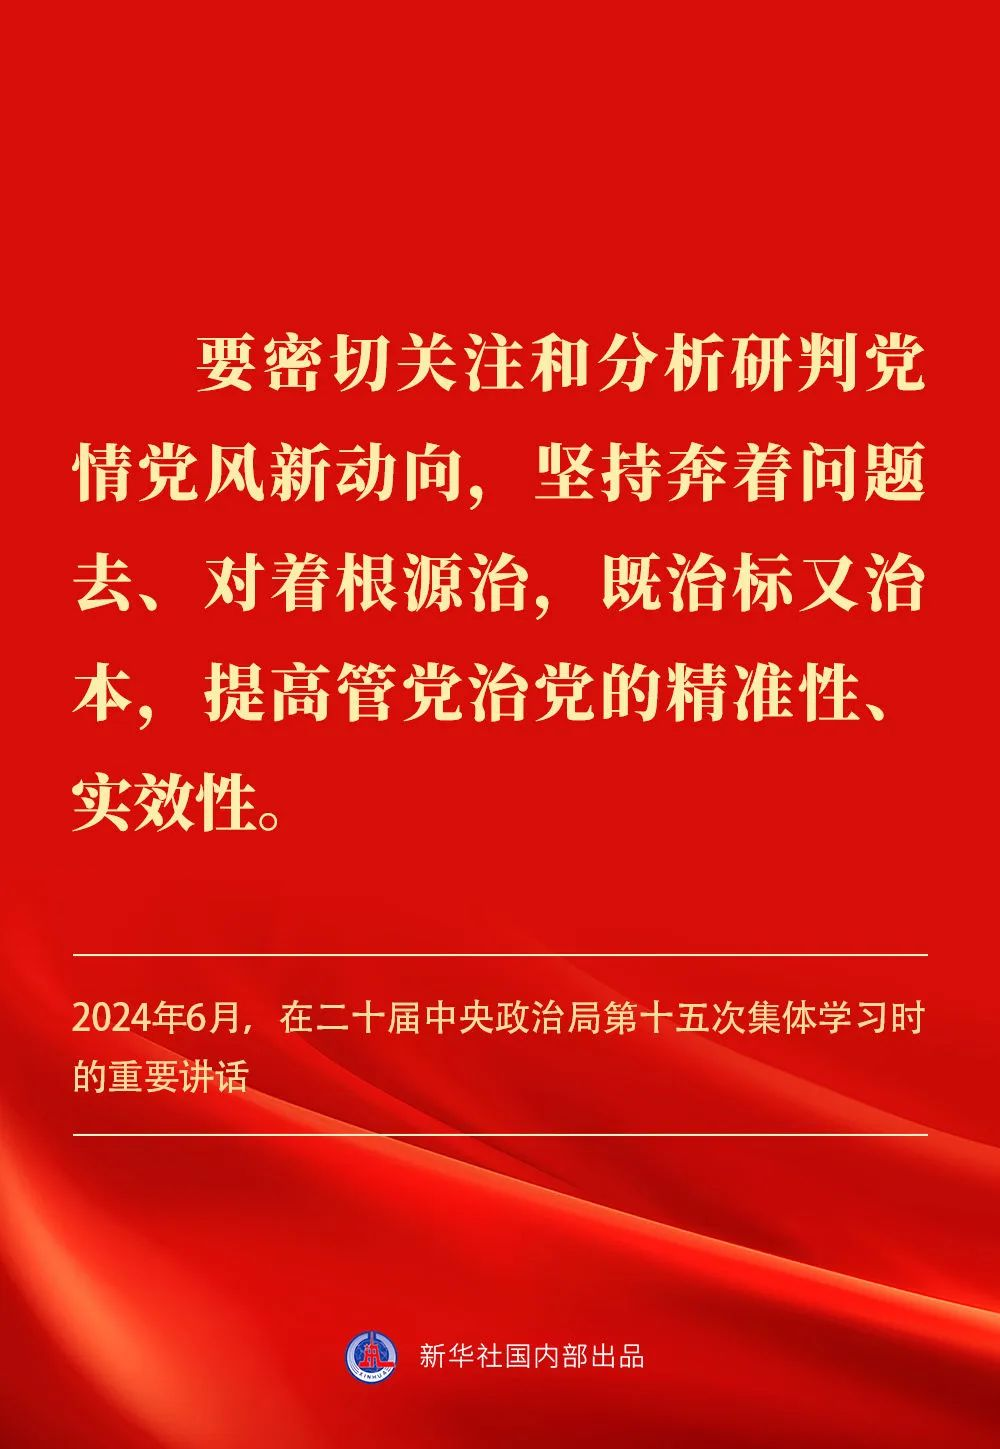 要密切关注和分析研判党
情党风新动向，坚持奔着问题
去、对着根源治，既治标又治
本，提高管党治党的精准性、
实效性。
2024年6月，在二十届中央政治局第十五次集体学习时
的重要讲话
XINHUA
新华社国内部出品